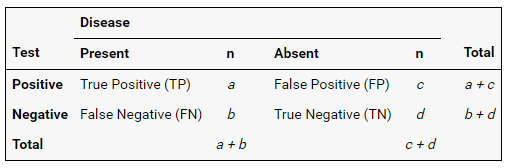 Disease
Test Present n Absent n Total
Positive True Positive (TP) a False Positive (FP) c a + c
Negative False Negative (FN) b True Negative (TN) d b + d
Total a + b c + d